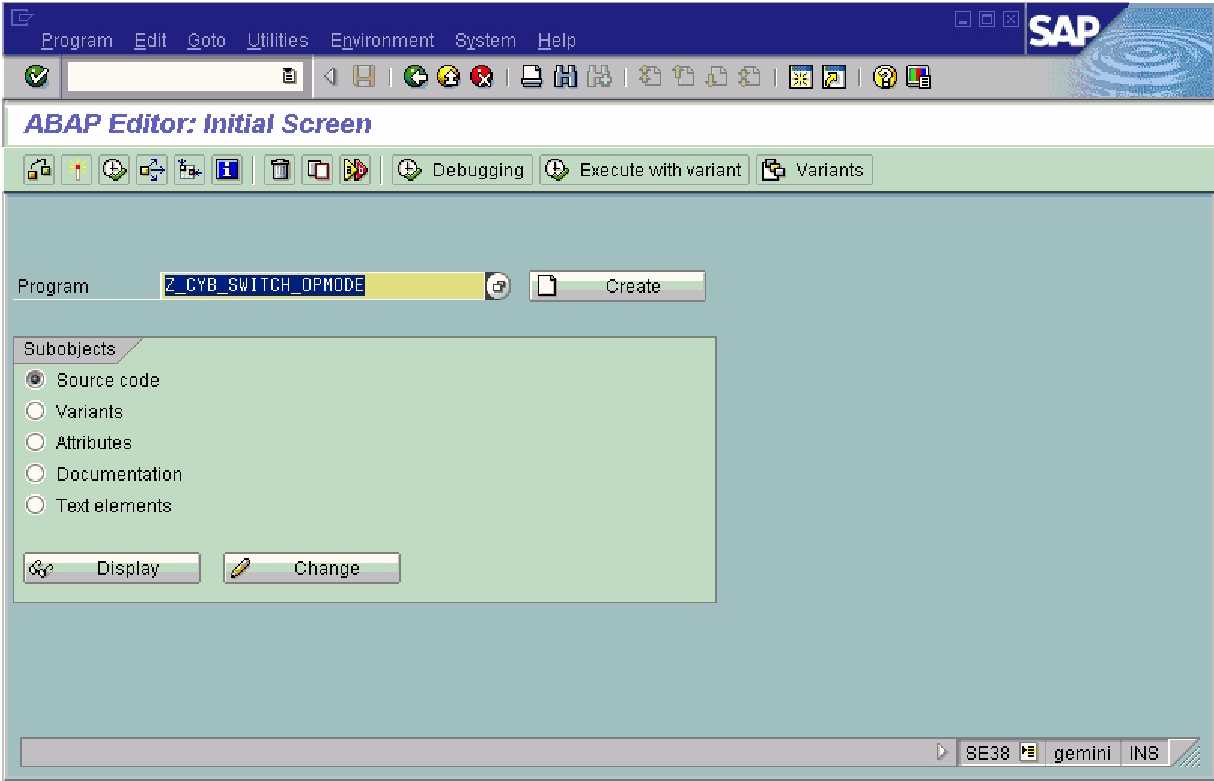 Program Edit Goto Utilities Environment System Help
SAP
ABAP Editor: Initial Screen
Debugging Execute with variant Variants
Program Z_CYB_SWITCH_OPMODE Create
Subobjects
Source code
Variants
Attributes
Documentation
Text elements
Display Change
SE38 gemini INS